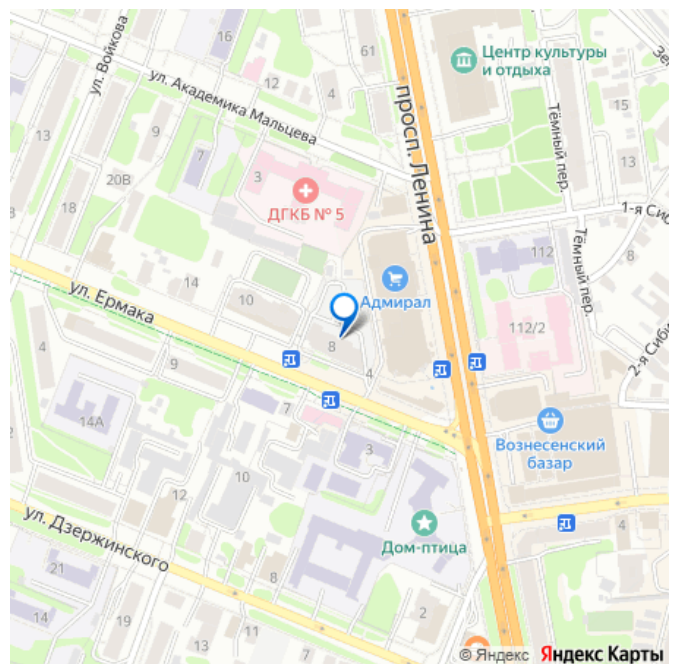 16
61
Центр культуры
и отдыха
Зе
ул. Войкова
ул. Академика Мальцева
12
4
просп. Ленина
15
13
9
7
3
Тёмный пер.
13
20В
18
ДГКБ № 5
1-я Сиб
112
8
Тёмный пер.
14
10
Адмирал
ул. Ермака
112/2
2-я Сиби
8
4
9
4
14А
7
3
Вознесенский
базар
12
10
ул. Дзержинского
4
Дом-птица
21
8
14
2
11
13
12
© Яндекс Яндекс Карты